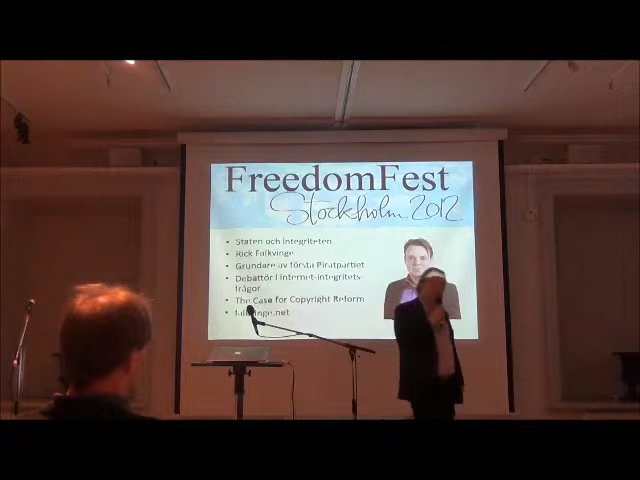 FreedomFest
Stockholm 2012
• Staten och integriteten
• Rick Falkvinge
• Grundare av första Piratpartiet
• Debattör i Internet-integritets-
frågor
• The Case for Copyright Reform
• falkvinge.net